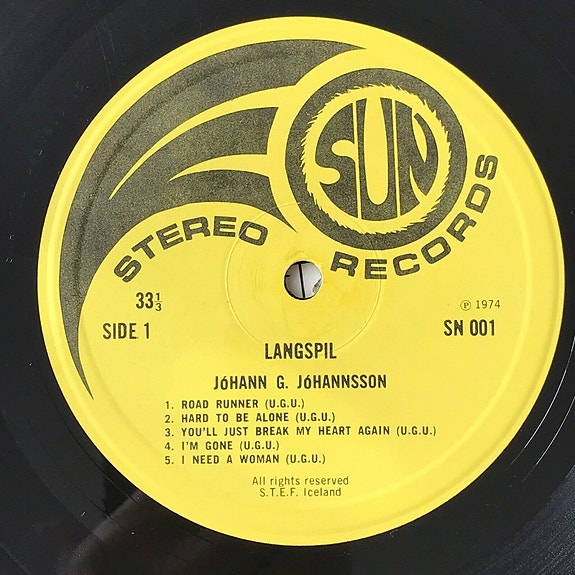 SUN
STEREO RECORDS
33⅓
SIDE 1
℗ 1974
SN 001
LANGSPIL
JóHANN G. JóHANNSSON
1. ROAD RUNNER (U.G.U.)
2. HARD TO BE ALONE (U.G.U.)
3. YOU'LL JUST BREAK MY HEART AGAIN (U.G.U.)
4. I'M GONE (U.G.U.)
5. I NEED A WOMAN (U.G.U.)
All rights reserved
S.T.E.F. Iceland